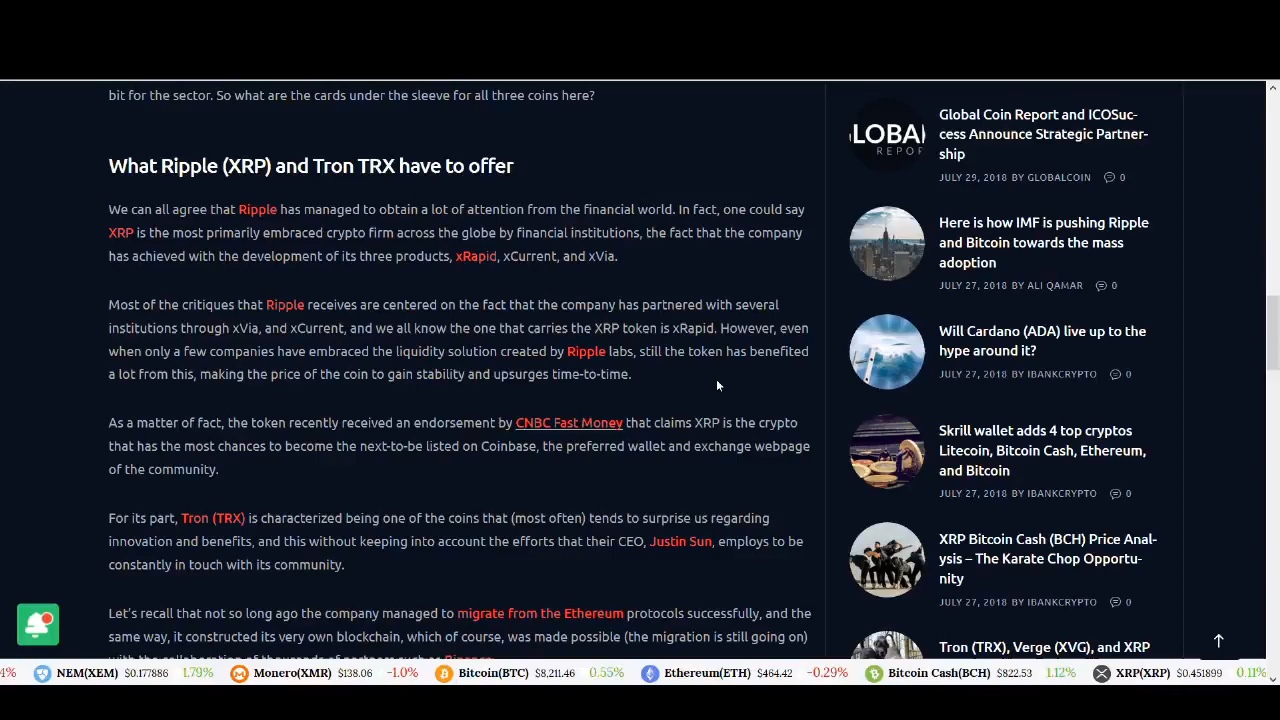 bit for the sector. So what are the cards under the sleeve for all three coins here?
What Ripple (XRP) and Tron TRX have to offer
We can all agree that Ripple has managed to obtain a lot of attention from the financial world. In fact, one could say
XRP is the most primarily embraced crypto firm across the globe by financial institutions, the fact that the company
has achieved with the development of its three products, xRapid, xCurrent, and xVia.
Most of the critiques that Ripple receives are centered on the fact that the company has partnered with several
institutions through xVia, and xCurrent, and we all know the one that carries the XRP token is xRapid. However, even
when only a few companies have embraced the liquidity solution created by Ripple labs, still the token has benefited
a lot from this, making the price of the coin to gain stability and upsurges time-to-time.
As a matter of fact, the token recently received an endorsement by CNBC Fast Money that claims XRP is the crypto
that has the most chances to become the next-to-be listed on Coinbase, the preferred wallet and exchange webpage
of the community.
For its part, Tron (TRX) is characterized being one of the coins that (most often) tends to surprise us regarding
innovation and benefits, and this without keeping into account the efforts that their CEO, Justin Sun, employs to be
constantly in touch with its community.
Let's recall that not so long ago the company managed to migrate from the Ethereum protocols successfully, and the
same way, it constructed its very own blockchain, which of course, was made possible (the migration is still going on)
with the collaboration of thousands of partners such as Binance
LOBAL
REPOR
Global Coin Report and ICOSuc-
cess Announce Strategic Partner-
ship
JULY 29, 2018 BY GLOBALCOIN 0
Here is how IMF is pushing Ripple
and Bitcoin towards the mass
adoption
JULY 27, 2018 BY ALI QAMAR 0
Will Cardano (ADA) live up to the
hype around it?
JULY 27, 2018 BY IBANKCRYPTO 0
Skrill wallet adds 4 top cryptos
Litecoin, Bitcoin Cash, Ethereum,
and Bitcoin
JULY 27, 2018 BY IBANKCRYPTO 0
XRP Bitcoin Cash (BCH) Price Anal-
ysis – The Karate Chop Opportu-
nity
JULY 27, 2018 BY IBANKCRYPTO 0
Tron (TRX), Verge (XVG), and XRP
4% NEM(XEM) $0.177886 1.79% Monero(XMR) $138.06 -1.0% Bitcoin(BTC) $8,211.46 0.55% Ethereum(ETH) $464.42 -0.29% Bitcoin Cash(BCH) $822.53 1.12% XRP(XRP) $0.451899 0.11%